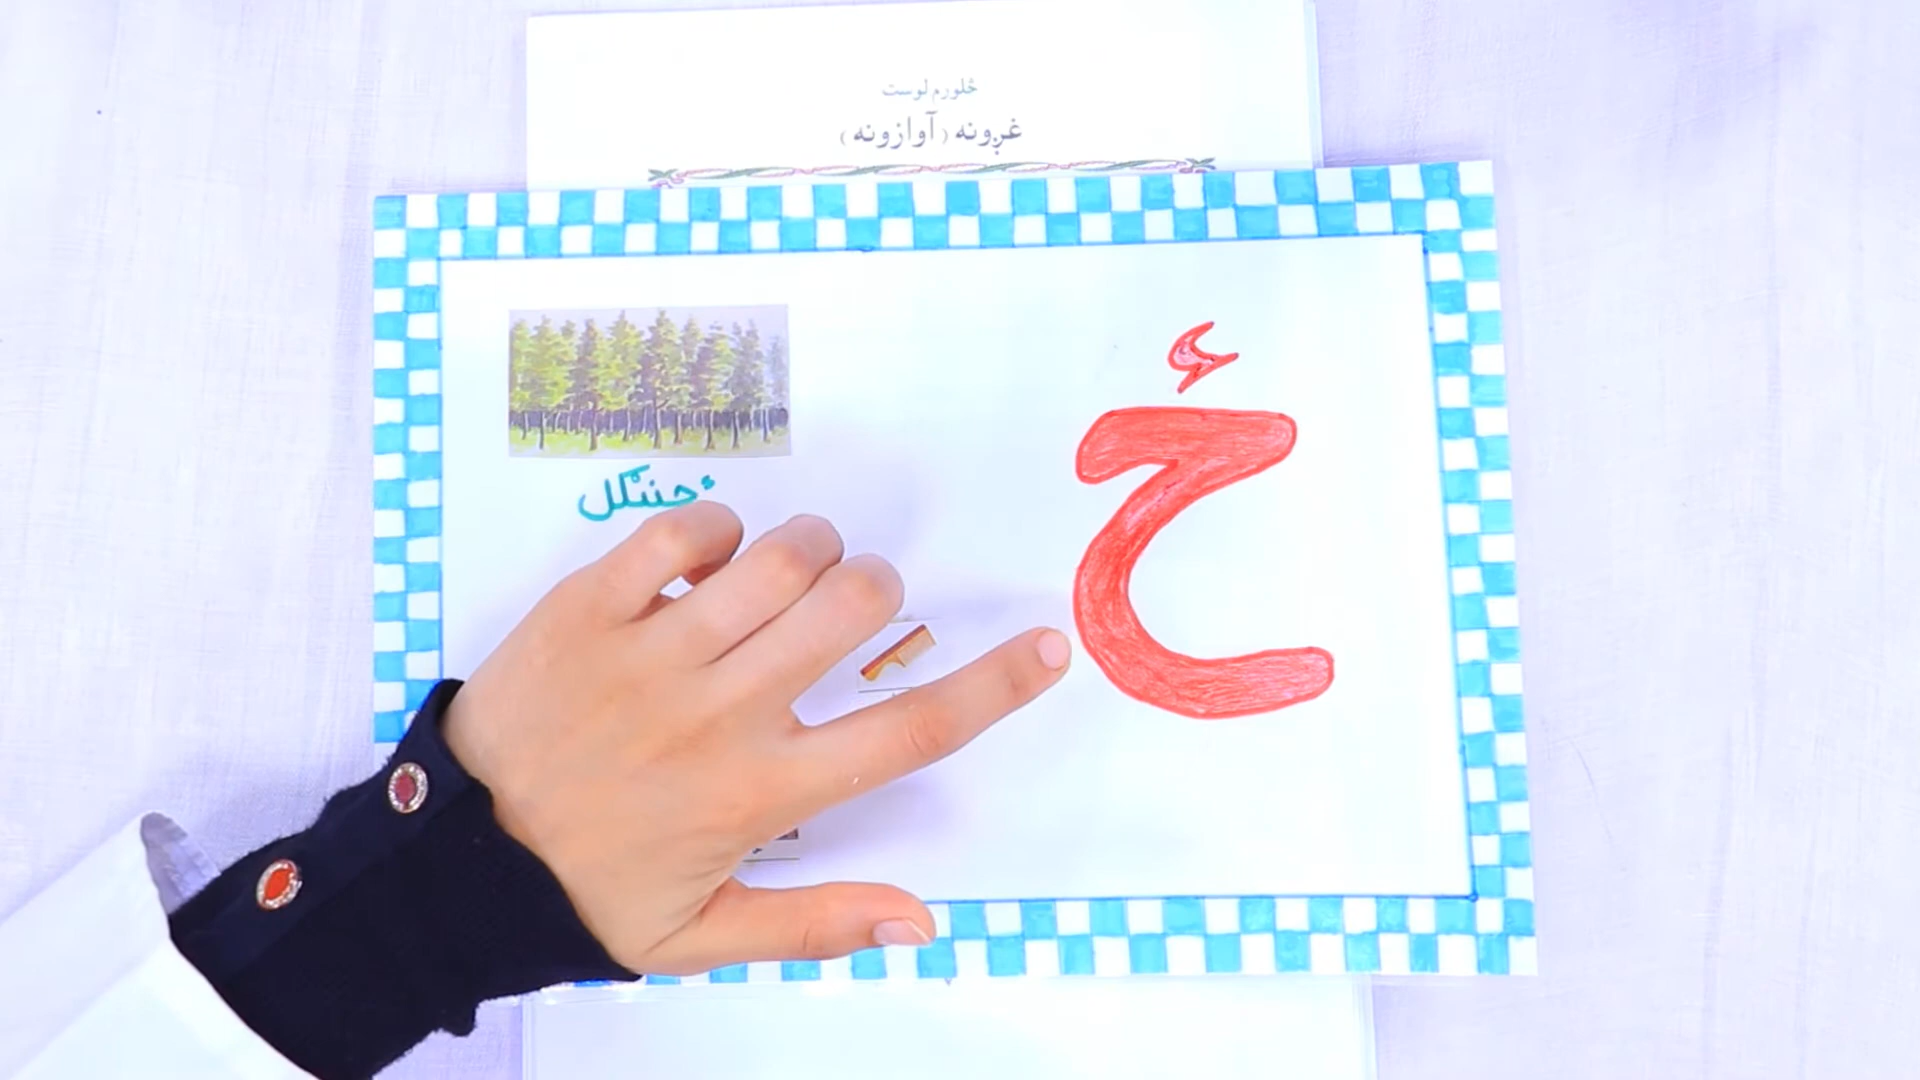 څلورم لوست
غږونه (آوازونه)
ځ
ځنګل